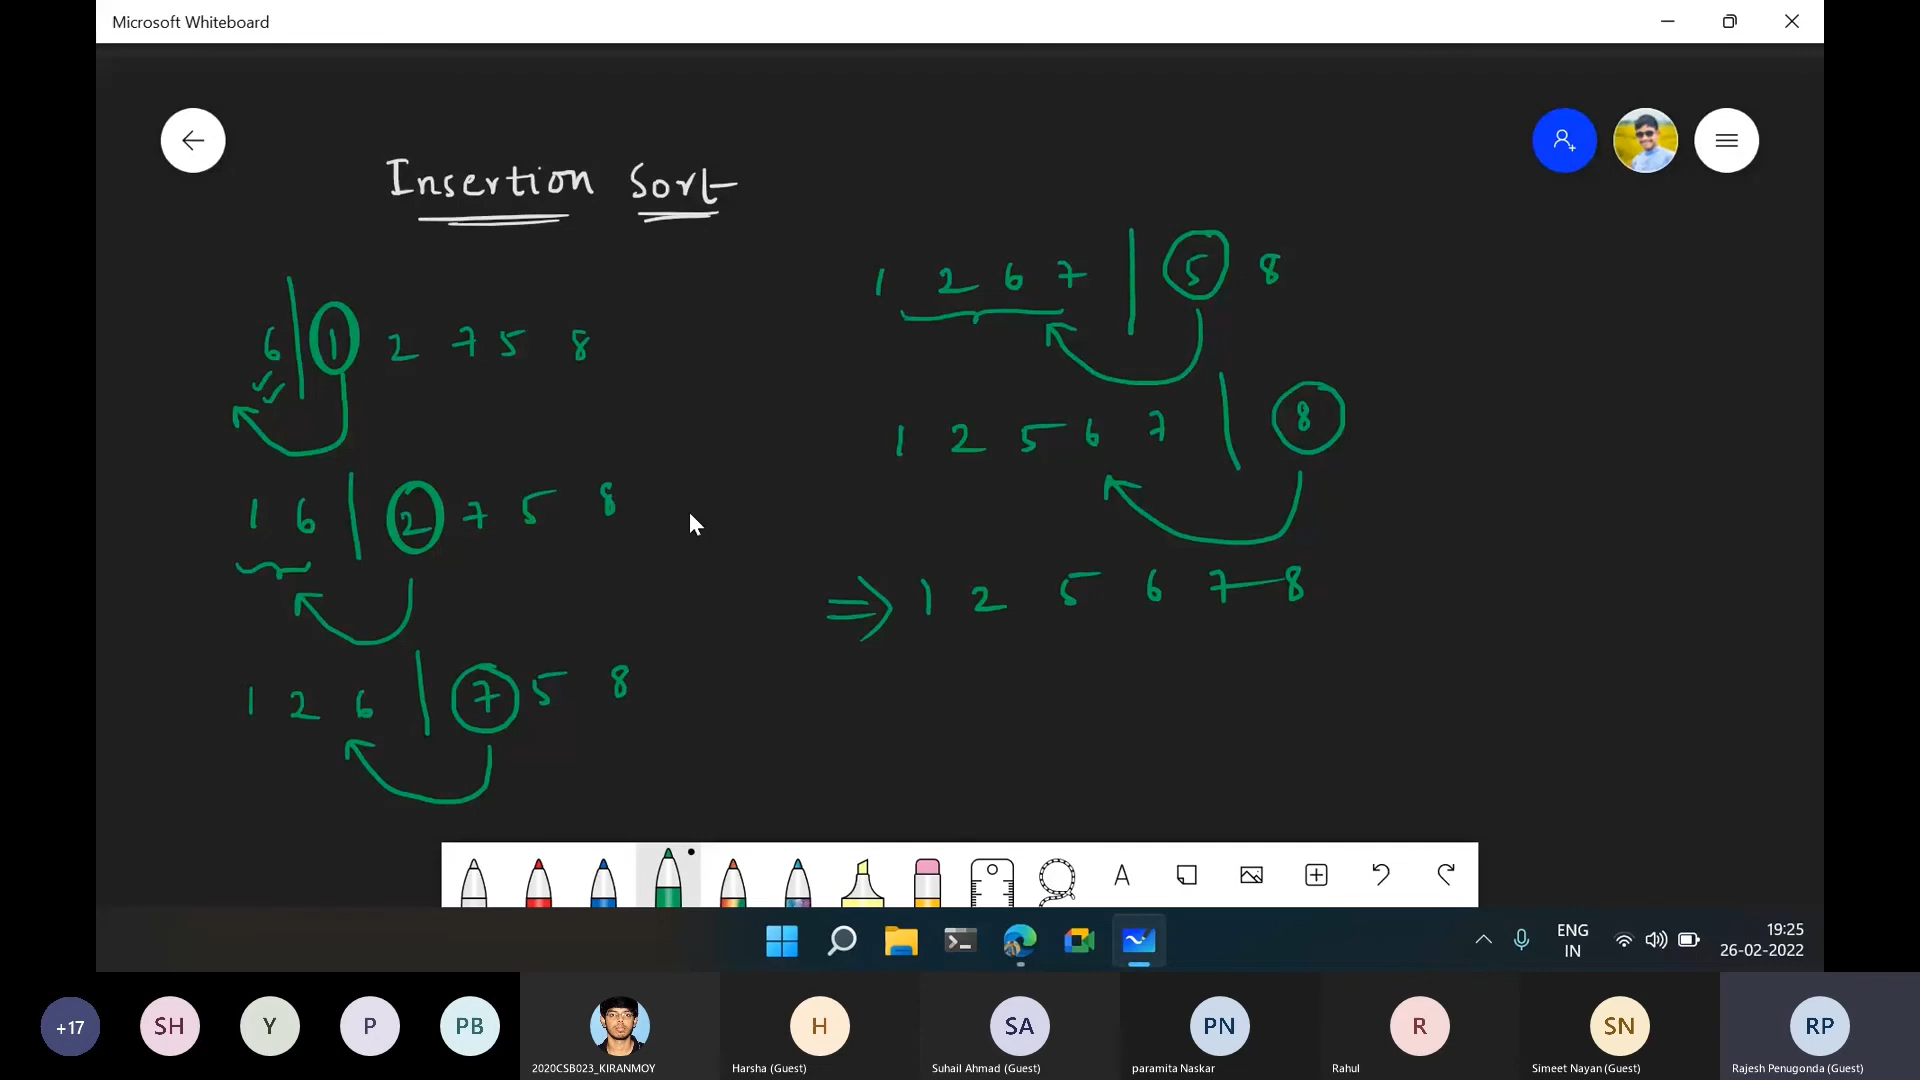 Microsoft Whiteboard
Insertion Sort
6 | 1 2 7 5 8
1 6 | 2 7 5 8
1 2 6 | 7 5 8
1 2 6 7 | 5 8
1 2 5 6 7 | 8
⇒ 1 2 5 6 7 8
A
ENG
IN
19:25
26-02-2022
+17
SH
Y
P
PB
2020CSB023_KIRANMOY
H
Harsha (Guest)
SA
Suhail Ahmad (Guest)
PN
paramita Naskar
R
Rahul
SN
Simeet Nayan (Guest)
RP
Rajesh Penugonda (Guest)